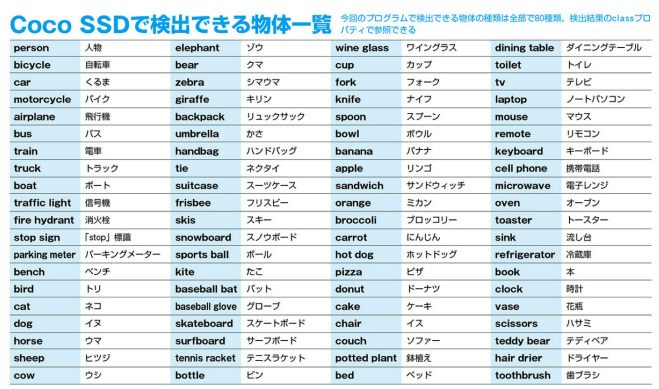 Coco SSDで検出できる物体一覧
今回のプログラムで検出できる物体の種類は全部で80種類。検出結果のclassプロ
パティで参照できる
person 人物 elephant ゾウ wine glass ワイングラス dining table ダイニングテーブル
bicycle 自転車 bear クマ cup カップ toilet トイレ
car くるま zebra シマウマ fork フォーク tv テレビ
motorcycle バイク giraffe キリン knife ナイフ laptop ノートパソコン
airplane 飛行機 backpack リュックサック spoon スプーン mouse マウス
bus バス umbrella かさ bowl ボウル remote リモコン
train 電車 handbag ハンドバッグ banana バナナ keyboard キーボード
truck トラック tie ネクタイ apple リンゴ cell phone 携帯電話
boat ボート suitcase スーツケース sandwich サンドウィッチ microwave 電子レンジ
traffic light 信号機 frisbee フリスビー orange ミカン oven オーブン
fire hydrant 消火栓 skis スキー broccoli ブロッコリー toaster トースター
stop sign 「stop」標識 snowboard スノウボード carrot にんじん sink 流し台
parking meter パーキングメーター sports ball ボール hot dog ホットドッグ refrigerator 冷蔵庫
bench ベンチ kite たこ pizza ピザ book 本
bird トリ baseball bat バット donut ドーナツ clock 時計
cat ネコ baseball glove グローブ cake ケーキ vase 花瓶
dog イヌ skateboard スケートボード chair イス scissors ハサミ
horse ウマ surfboard サーフボード couch ソファー teddy bear テディベア
sheep ヒツジ tennis racket テニスラケット potted plant 鉢植え hair drier ドライヤー
cow ウシ bottle ビン bed ベッド toothbrush 歯ブラシ